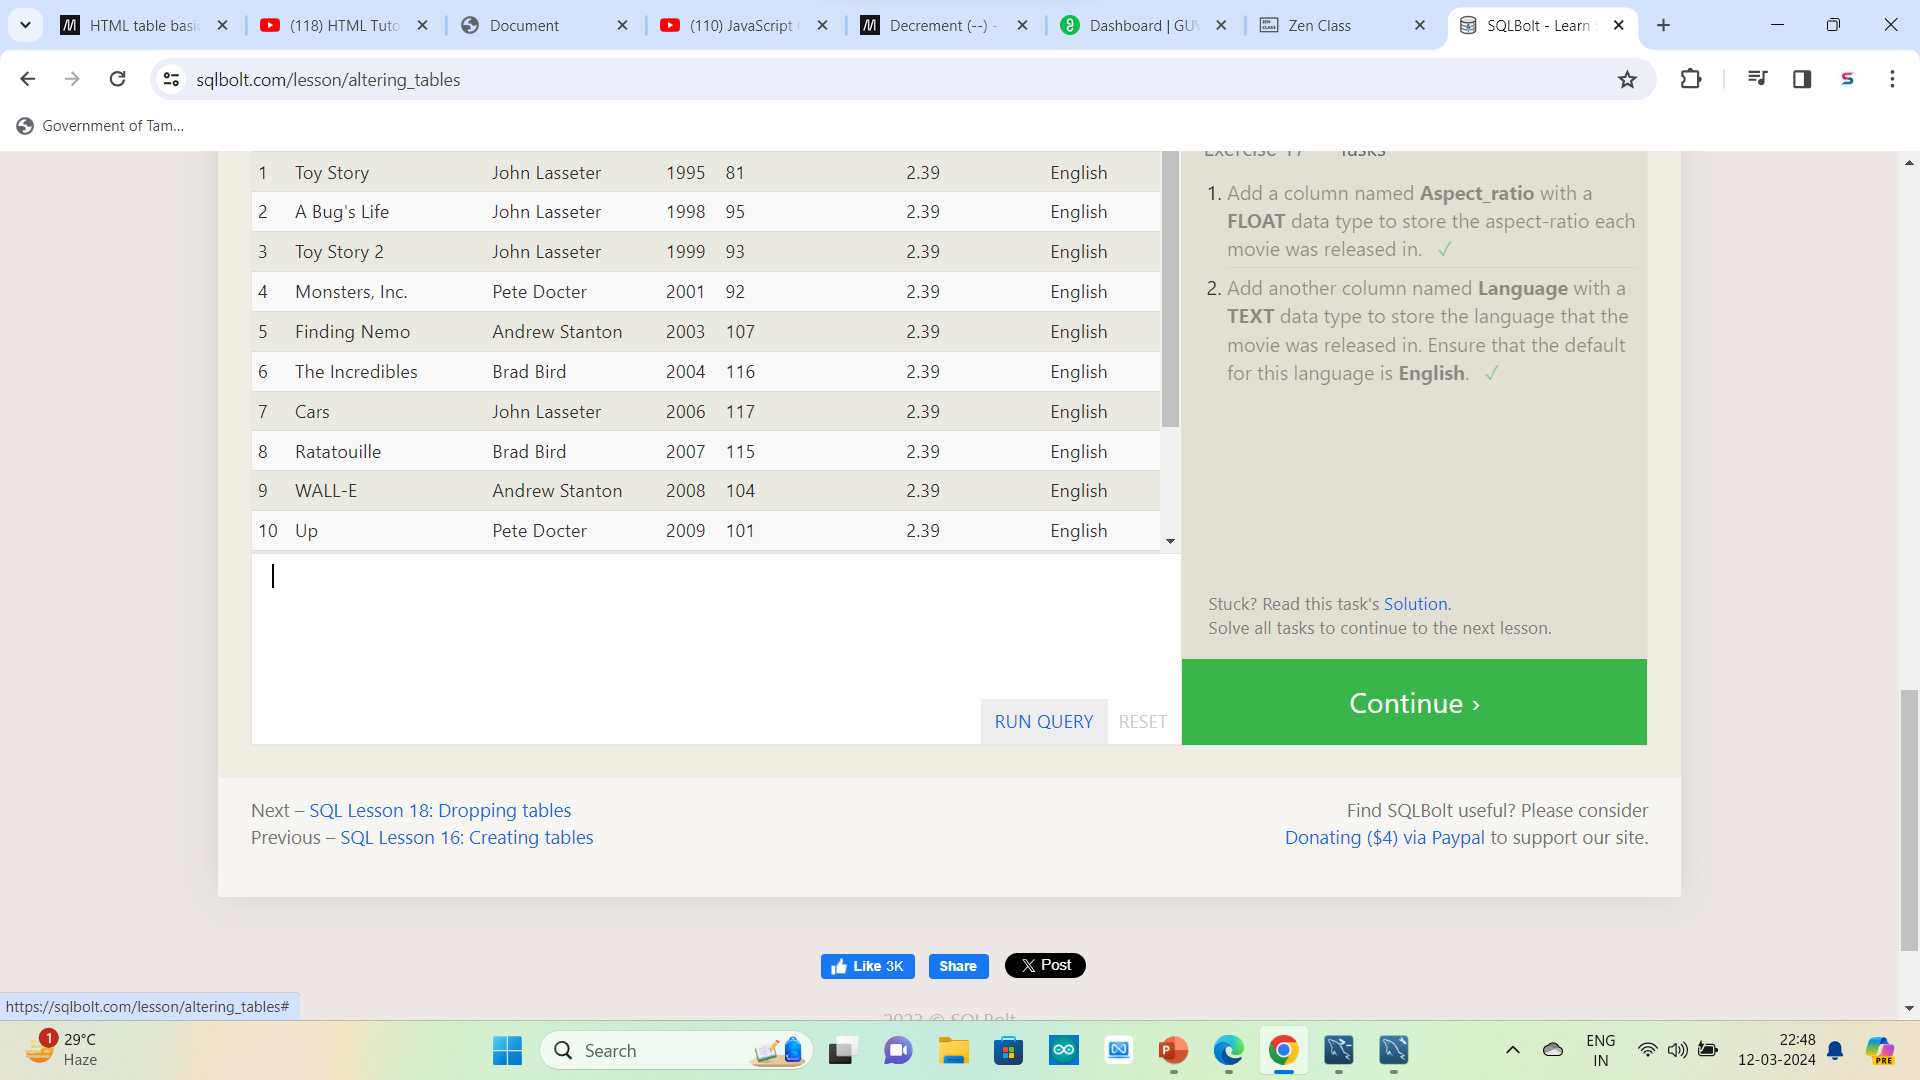 HTML table basic
(118) HTML Tuto
Document
(110) JavaScript
Decrement (--) -
Dashboard | GUV
Zen Class
SQLBolt - Learn S
sqlbolt.com/lesson/altering_tables
Government of Tam...
1 Toy Story John Lasseter 1995 81 2.39 English
2 A Bug's Life John Lasseter 1998 95 2.39 English
3 Toy Story 2 John Lasseter 1999 93 2.39 English
4 Monsters, Inc. Pete Docter 2001 92 2.39 English
5 Finding Nemo Andrew Stanton 2003 107 2.39 English
6 The Incredibles Brad Bird 2004 116 2.39 English
7 Cars John Lasseter 2006 117 2.39 English
8 Ratatouille Brad Bird 2007 115 2.39 English
9 WALL-E Andrew Stanton 2008 104 2.39 English
10 Up Pete Docter 2009 101 2.39 English
RUN QUERY RESET
Exercise 17 — Tasks
1. Add a column named Aspect_ratio with a
FLOAT data type to store the aspect-ratio each
movie was released in. ✓
2. Add another column named Language with a
TEXT data type to store the language that the
movie was released in. Ensure that the default
for this language is English. ✓
Stuck? Read this task's Solution.
Solve all tasks to continue to the next lesson.
Continue ›
Next – SQL Lesson 18: Dropping tables
Previous – SQL Lesson 16: Creating tables
Find SQLBolt useful? Please consider
Donating ($4) via Paypal to support our site.
Like 3K
Share
X Post
2023 © SQLBolt
https://sqlbolt.com/lesson/altering_tables#
1
29°C
Haze
Search
ENG
IN
22:48
12-03-2024
PRE